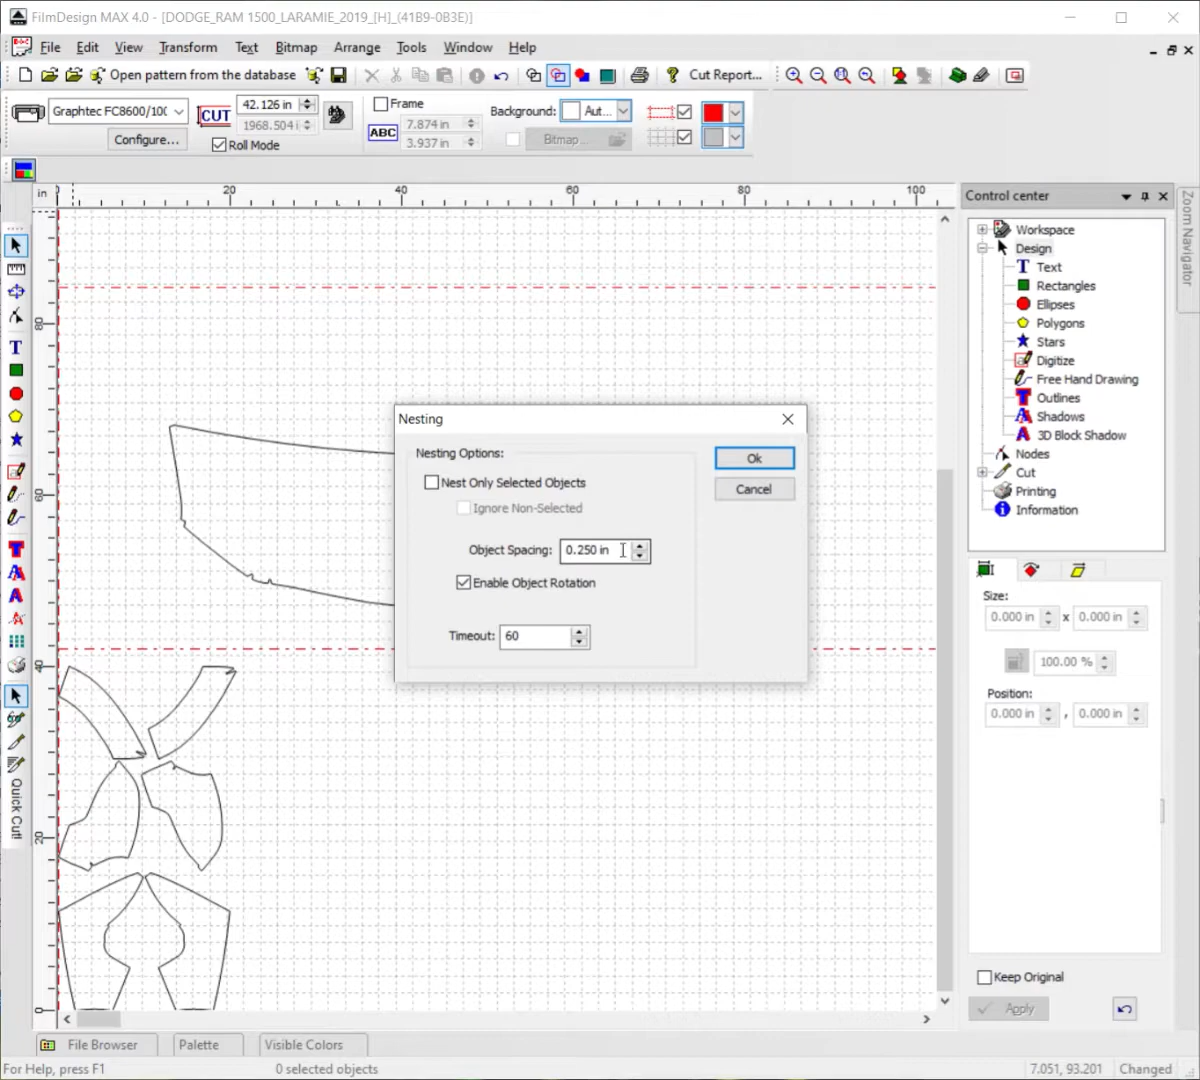 FilmDesign MAX 4.0 - [DODGE_RAM 1500_LARAMIE_2019_[H]_(41B9-0B3E)]
File Edit View Transform Text Bitmap Arrange Tools Window Help
Open pattern from the database Cut Report...
Graphtec FC8600/10( CUT 42.126 in Frame Background: Aut...
1968.504 i ABC 7.874 in Bitmap...
Configure... Roll Mode 3.937 in
in 20 40 60 80 100
Control center
Zoom Navigator
Workspace
Design
Text
Rectangles
Ellipses
Polygons
Stars
Digitize
Free Hand Drawing
Outlines
Shadows
3D Block Shadow
Nodes
Cut
Printing
Information
80
60
40
20
0
Nesting
Nesting Options:
Ok
Nest Only Selected Objects
Cancel
Ignore Non-Selected
Object Spacing: 0.250 in
Enable Object Rotation
Timeout: 60
Size:
0.000 in x 0.000 in
100.00 %
Position:
0.000 in , 0.000 in
Quick Cut!
Keep Original
Apply
File Browser Palette Visible Colors
For Help, press F1 0 selected objects 7.051, 93.201 Changed